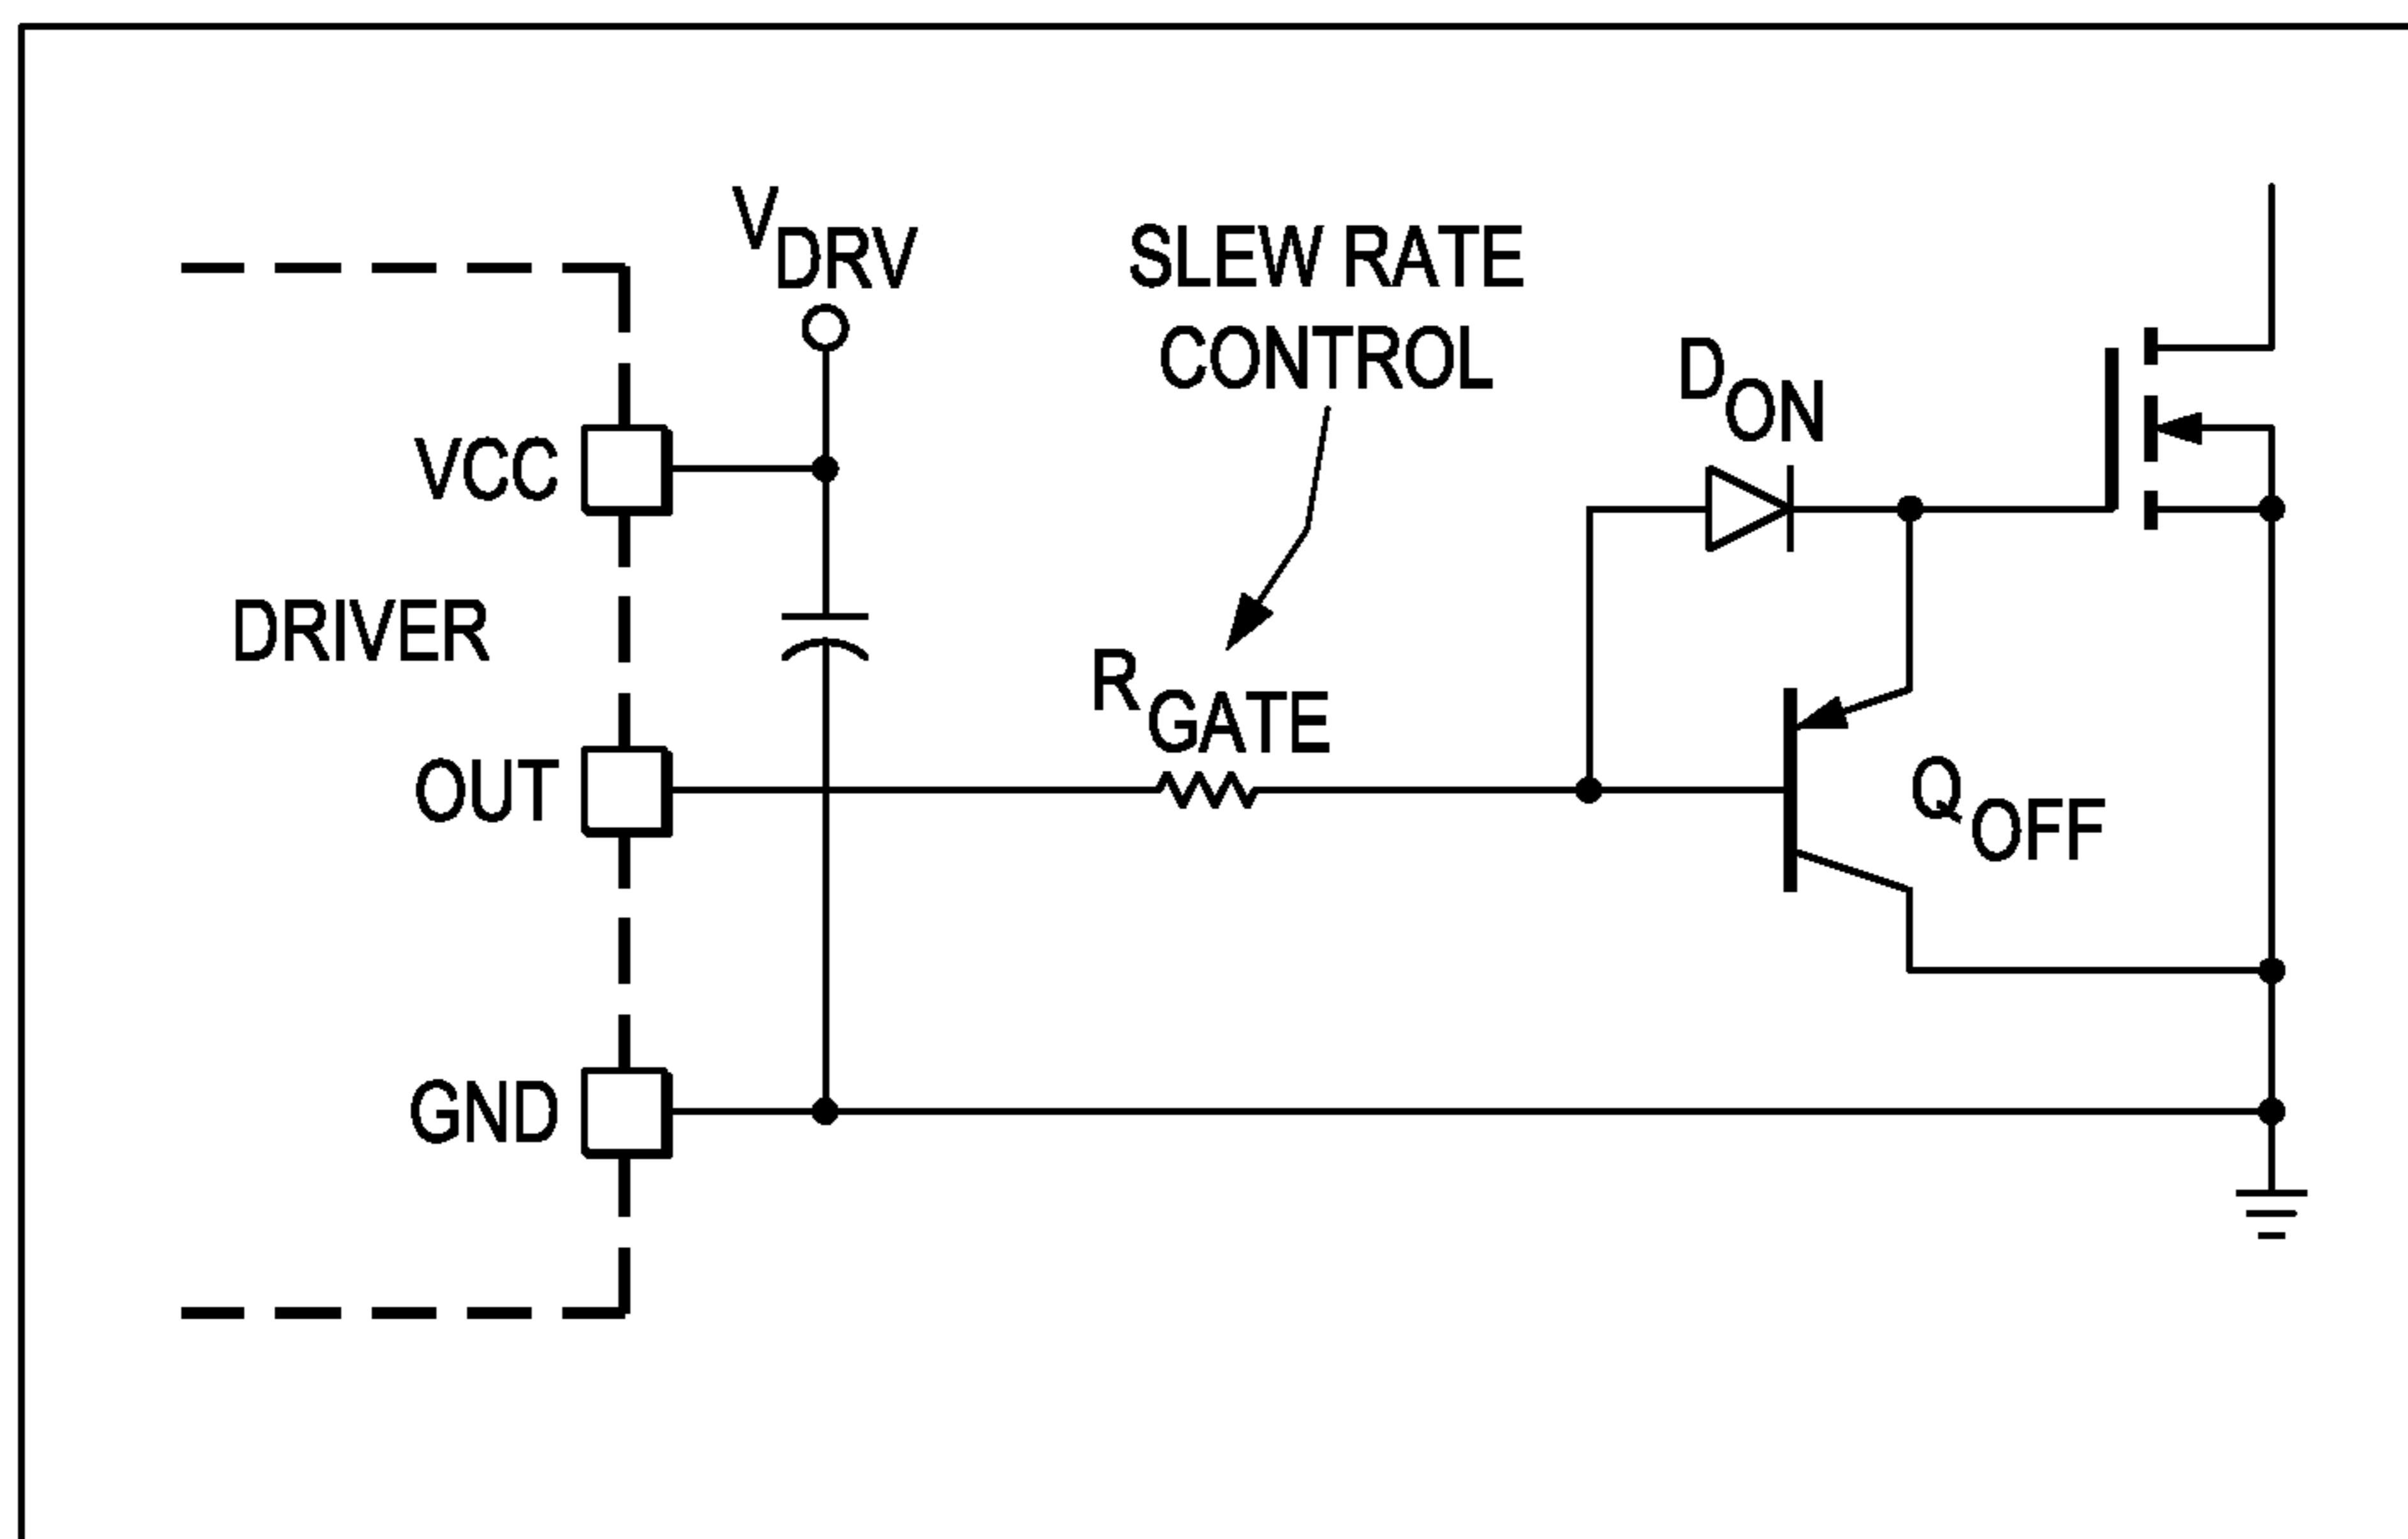 VDRV
SLEW RATE
CONTROL
DON
VCC
DRIVER
RGATE
OUT
QOFF
GND